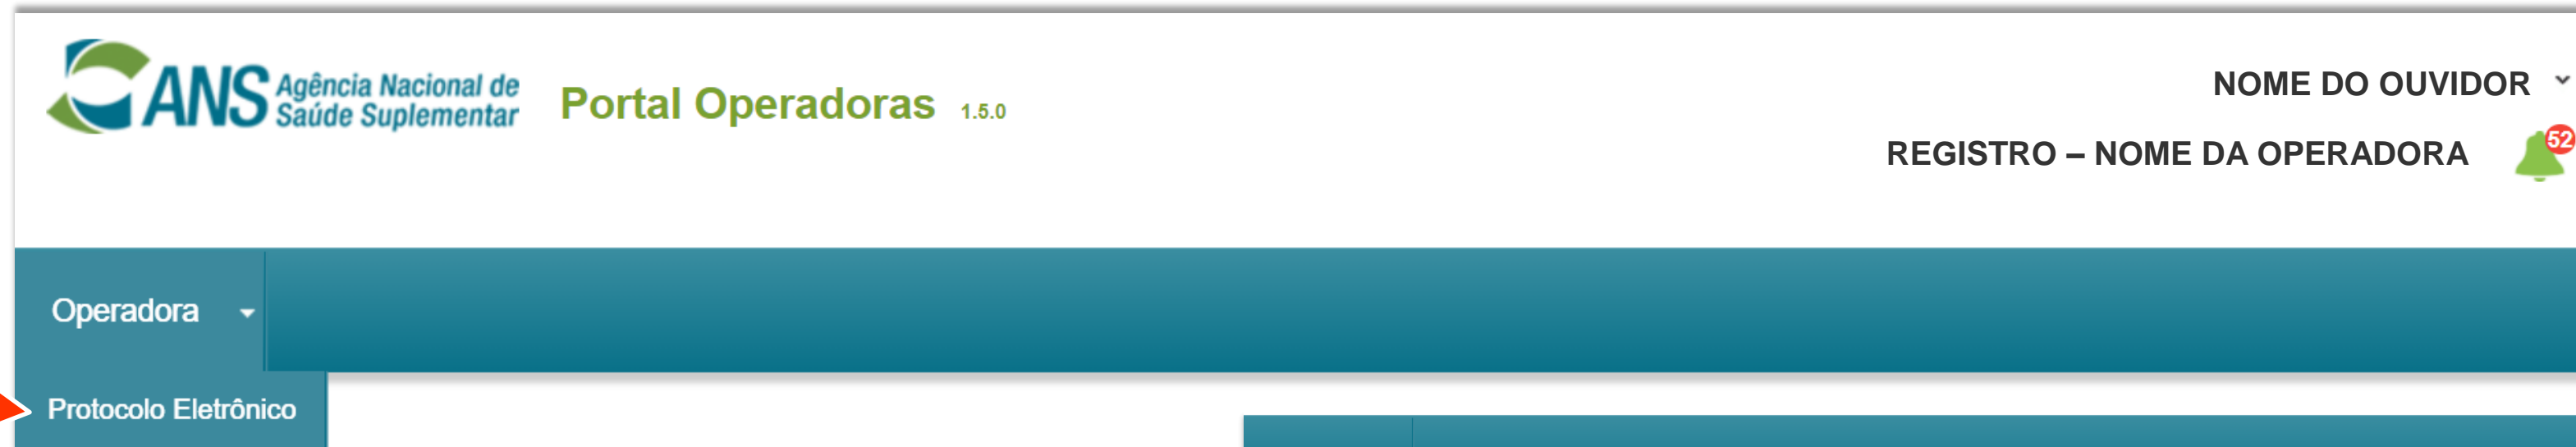 ANS Agência Nacional de
Saúde Suplementar
Portal Operadoras 1.5.0
NOME DO OUVIDOR
REGISTRO – NOME DA OPERADORA
52
Operadora
Protocolo Eletrônico